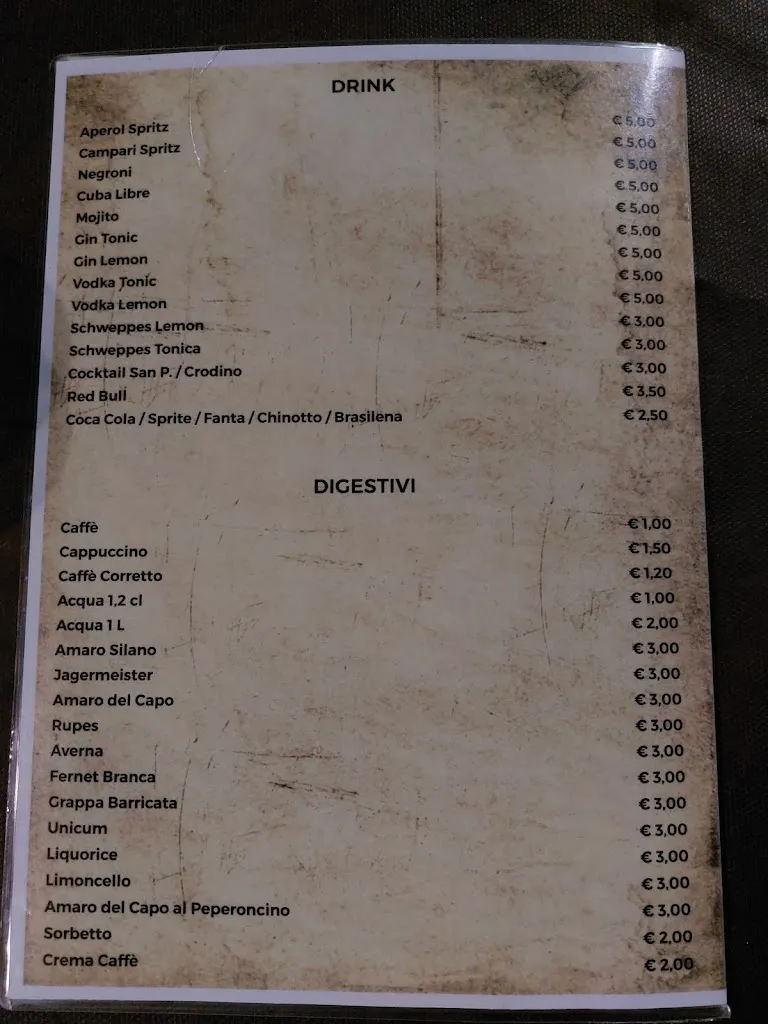 DRINK
Aperol Spritz € 5,00
Campari Spritz € 5,00
Negroni € 5,00
Cuba Libre € 5,00
Mojito € 5,00
Gin Tonic € 5,00
Gin Lemon € 5,00
Vodka Tonic € 5,00
Vodka Lemon € 5,00
Schweppes Lemon € 3,00
Schweppes Tonica € 3,00
Cocktail San P. / Crodino € 3,00
Red Bull € 3,50
Coca Cola / Sprite / Fanta / Chinotto / Brasilena € 2,50
DIGESTIVI
Caffè € 1,00
Cappuccino € 1,50
Caffè Corretto € 1,20
Acqua 1,2 cl € 1,00
Acqua 1 L € 2,00
Amaro Silano € 3,00
Jagermeister € 3,00
Amaro del Capo € 3,00
Rupes € 3,00
Averna € 3,00
Fernet Branca € 3,00
Grappa Barricata € 3,00
Unicum € 3,00
Liquorice € 3,00
Limoncello € 3,00
Amaro del Capo al Peperoncino € 3,00
Sorbetto € 2,00
Crema Caffè € 2,00